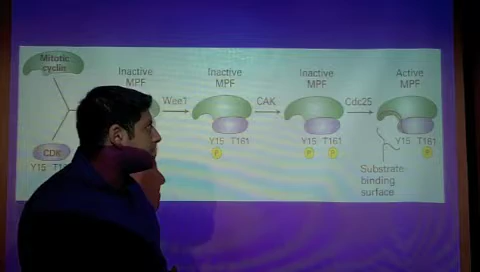 Mitotic
cyclin
Inactive
MPF
Wee1
Inactive
MPF
CAK
Inactive
MPF
Cdc25
Active
MPF
CDK
Y15
Y15 T161
P
Y15 T161
P P
Y15 T161
P
Substrate
binding
surface